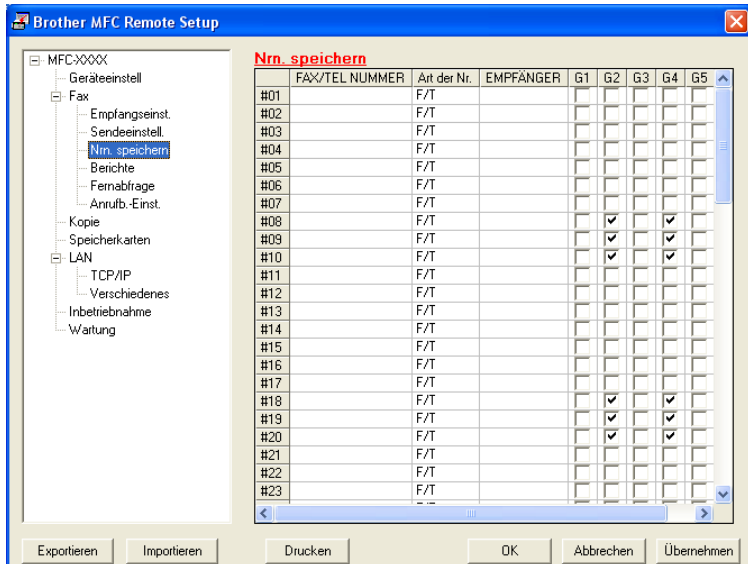 Brother MFC Remote Setup
MFC-XXXX
Geräteeinstell
Fax
Empfangseinst.
Sendeeinstell.
Nrn. speichern
Berichte
Fernabfrage
Anrufb.-Einst.
Kopie
Speicherkarten
LAN
TCP/IP
Verschiedenes
Inbetriebnahme
Wartung
Nrn. speichern
FAX/TEL NUMMER Art der Nr. EMPFÄNGER G1 G2 G3 G4 G5
#01 F/T
#02 F/T
#03 F/T
#04 F/T
#05 F/T
#06 F/T
#07 F/T
#08 F/T
#09 F/T
#10 F/T
#11 F/T
#12 F/T
#13 F/T
#14 F/T
#15 F/T
#16 F/T
#17 F/T
#18 F/T
#19 F/T
#20 F/T
#21 F/T
#22 F/T
#23 F/T
Exportieren Importieren Drucken OK Abbrechen Übernehmen